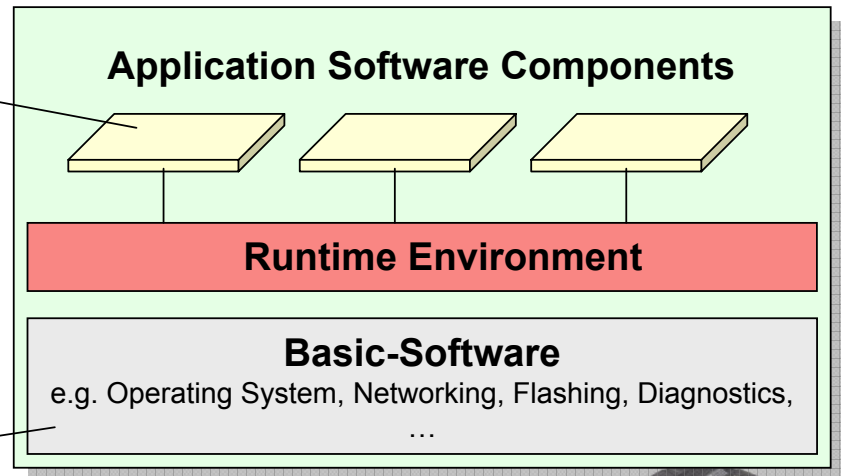 Application Software Components
Runtime Environment
Basic-Software
e.g. Operating System, Networking, Flashing, Diagnostics,
…